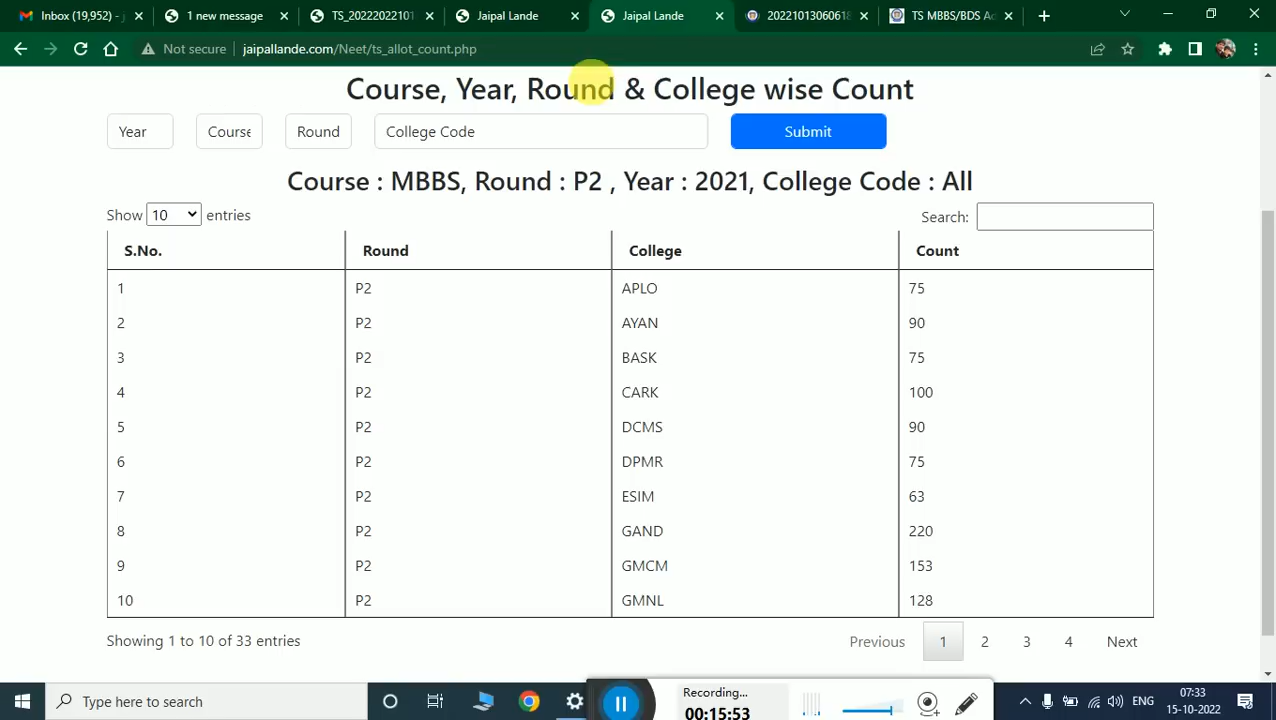 Inbox (19,952) -
1 new message
TS_2022022101
Jaipal Lande
Jaipal Lande
20221013060618
TS MBBS/BDS Ad
Not secure jaipallande.com/Neet/ts_allot_count.php
Course, Year, Round & College wise Count
Year Course Round College Code Submit
Course : MBBS, Round : P2 , Year : 2021, College Code : All
Show 10 entries Search:
S.No. Round College Count
1 P2 APLO 75
2 P2 AYAN 90
3 P2 BASK 75
4 P2 CARK 100
5 P2 DCMS 90
6 P2 DPMR 75
7 P2 ESIM 63
8 P2 GAND 220
9 P2 GMCM 153
10 P2 GMNL 128
Showing 1 to 10 of 33 entries Previous 1 2 3 4 Next
Type here to search
Recording...
00:15:53
ENG
07:33
15-10-2022